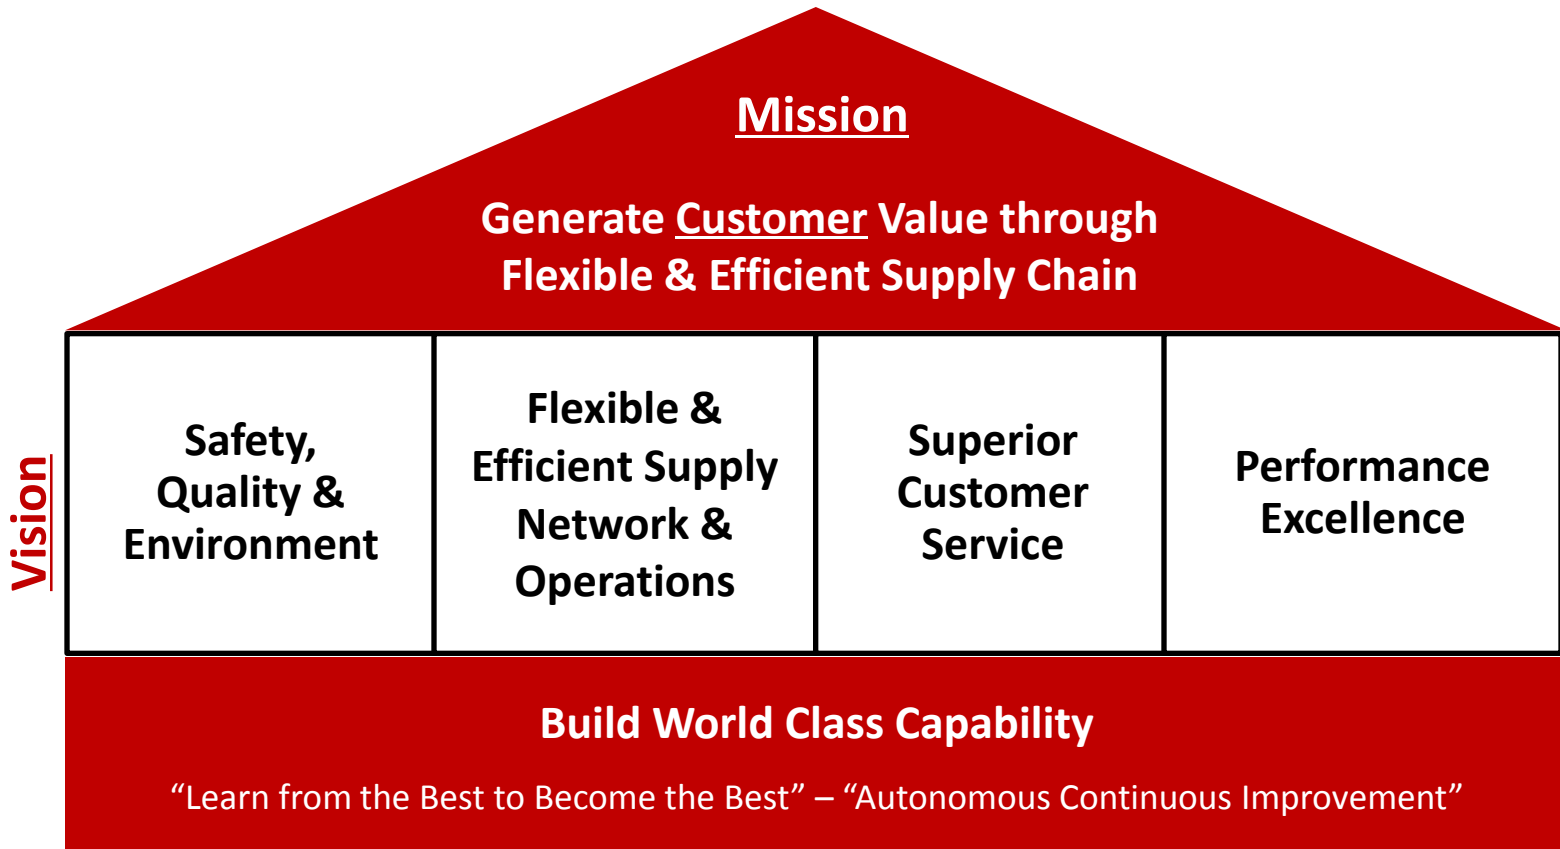 Mission
Generate Customer Value through
Flexible & Efficient Supply Chain
Vision
Safety,
Quality &
Environment
Flexible &
Efficient Supply
Network &
Operations
Superior
Customer
Service
Performance
Excellence
Build World Class Capability
“Learn from the Best to Become the Best” – “Autonomous Continuous Improvement”